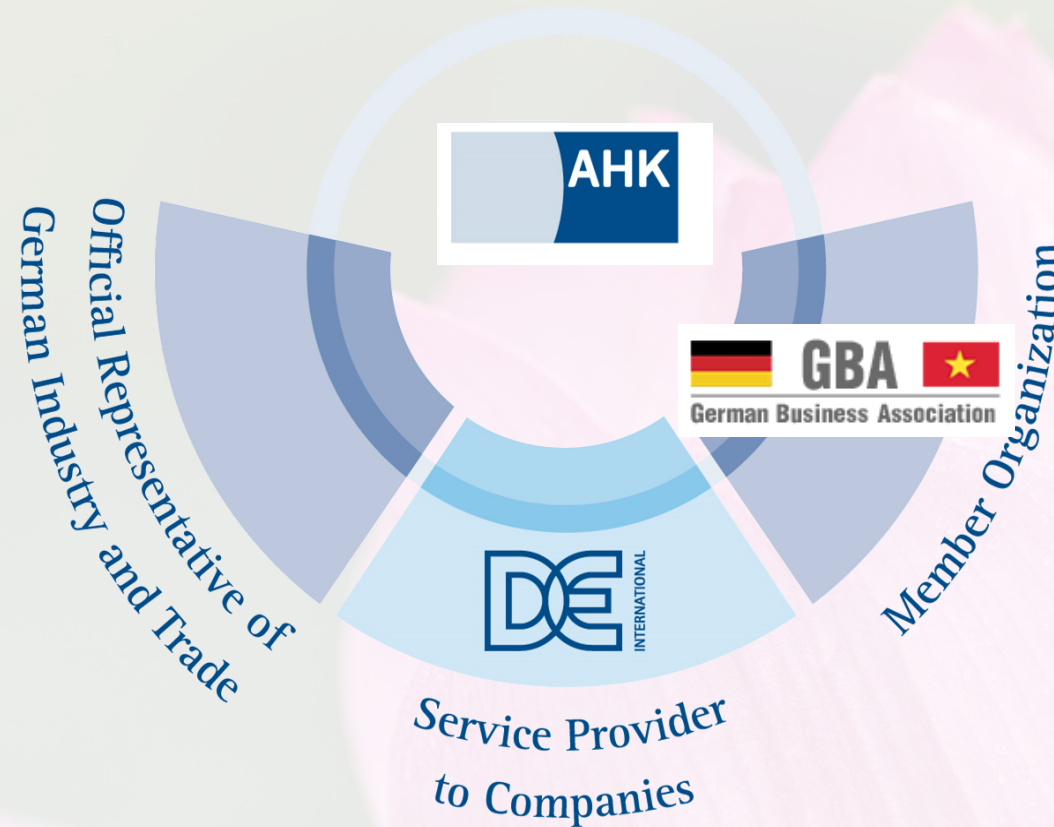 AHK
Official Representative of
German Industry and Trade
GBA
German Business Association
Member Organization
DE
INTERNATIONAL
Service Provider
to Companies